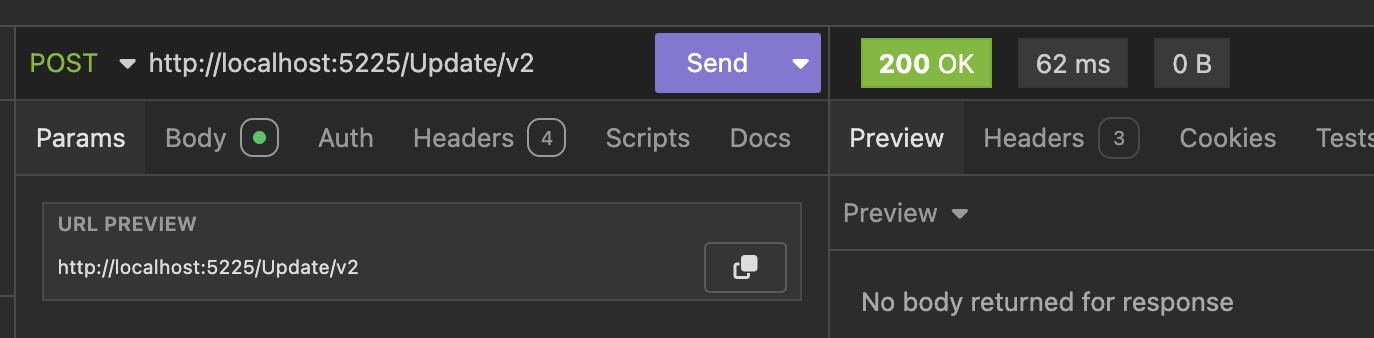 POST http://localhost:5225/Update/v2 Send 200 OK 62 ms 0 B
Params Body Auth Headers 4 Scripts Docs Preview Headers 3 Cookies Tests
URL PREVIEW
http://localhost:5225/Update/v2
Preview
No body returned for response